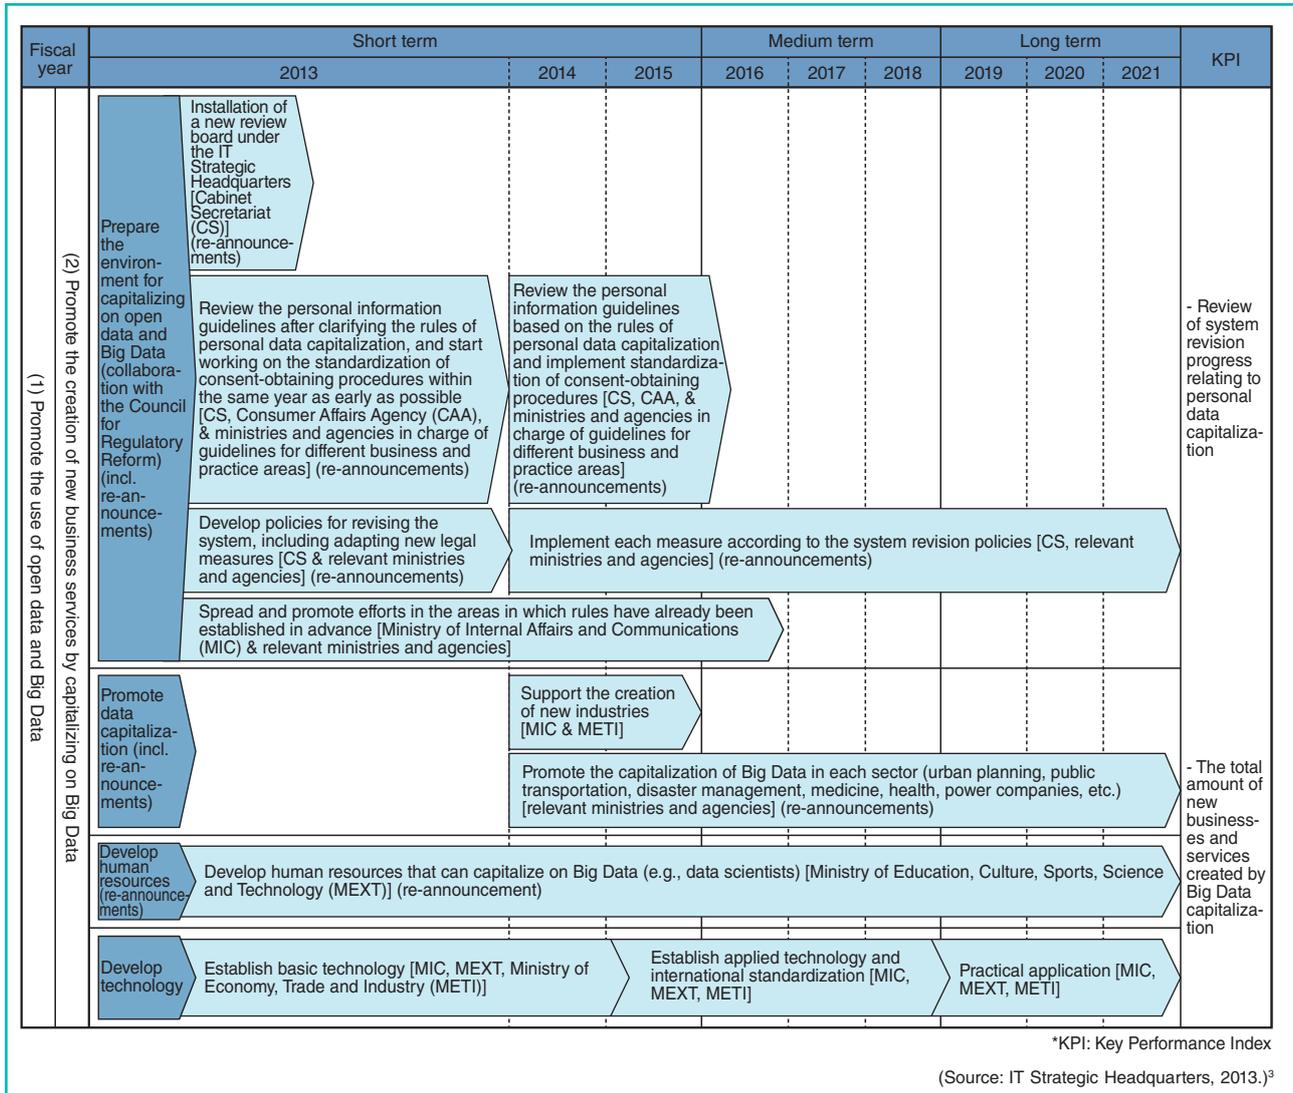 Fiscal
year
Short term
Medium term
Long term
KPI
2013
2014
2015
2016
2017
2018
2019
2020
2021
(1) Promote the use of open data and Big Data
(2) Promote the creation of new business services by capitalizing on Big Data
Prepare
the
environ-
ment for
capitalizing
on open
data and
Big Data
(collabora-
tion with
the Council
for
Regulatory
Reform)
(incl.
re-an-
nounce-
ments)
Installation of
a new review
board under
the IT
Strategic
Headquarters
[Cabinet
Secretariat
(CS)]
(re-announce-
ments)
Review the personal information
guidelines after clarifying the rules of
personal data capitalization, and start
working on the standardization of
consent-obtaining procedures within
the same year as early as possible
[CS, Consumer Affairs Agency (CAA),
& ministries and agencies in charge of
guidelines for different business and
practice areas] (re-announcements)
Review the personal
information guidelines
based on the rules of
personal data capitalization
and implement standardiza-
tion of consent-obtaining
procedures [CS, CAA, &
ministries and agencies in
charge of guidelines for
different business and
practice areas]
(re-announcements)
Develop policies for revising the
system, including adapting new legal
measures [CS & relevant ministries
and agencies] (re-announcements)
Implement each measure according to the system revision policies [CS, relevant
ministries and agencies] (re-announcements)
Spread and promote efforts in the areas in which rules have already been
established in advance [Ministry of Internal Affairs and Communications
(MIC) & relevant ministries and agencies]
- Review
of system
revision
progress
relating to
personal
data
capitaliza-
tion
Promote
data
capitaliza-
tion (incl.
re-an-
nounce-
ments)
Support the creation
of new industries
[MIC & METI]
Promote the capitalization of Big Data in each sector (urban planning, public
transportation, disaster management, medicine, health, power companies, etc.)
[relevant ministries and agencies] (re-announcements)
Develop
human
resources
(re-announce-
ments)
Develop human resources that can capitalize on Big Data (e.g., data scientists) [Ministry of Education, Culture, Sports, Science
and Technology (MEXT)] (re-announcement)
Develop
technology
Establish basic technology [MIC, MEXT, Ministry of
Economy, Trade and Industry (METI)]
Establish applied technology and
international standardization [MIC,
MEXT, METI]
Practical application [MIC,
MEXT, METI]
- The total
amount of
new
business-
es and
services
created by
Big Data
capitaliza-
tion
*KPI: Key Performance Index
(Source: IT Strategic Headquarters, 2013.)³